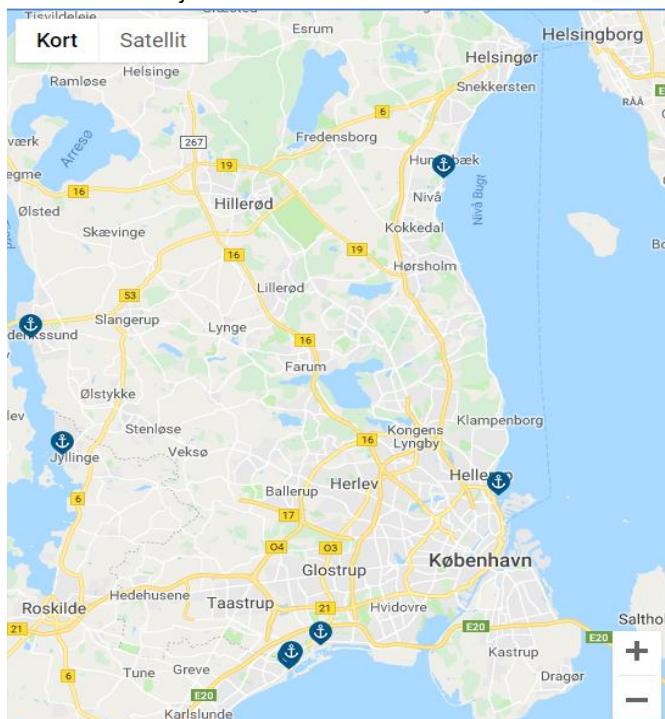 Tisvildeleje
Esrum
Helsingborg
Kort Satellit
Helsingør
Helsinge
Snekkersten
Ramløse
RÅÅ
6
Fredensborg
267
Arresø
19
16
Hillerød
Nivå
Nivå Bugt
Ølsted
Kokkedal
Skævinge
16
19
Hørsholm
Lillerød
53
Slangerup
Lynge
16
Farum
Ølstykke
Stenløse
Klampenborg
Kongens
Lyngby
16
Veksø
Jyllinge
Herlev
Ballerup
6
17
O4
O3
København
Glostrup
Hedehusene
Taastrup
Roskilde
21
Hvidovre
21
E20
E20
Kastrup
6
Tune
Greve
Dragør
E20
Karlslunde